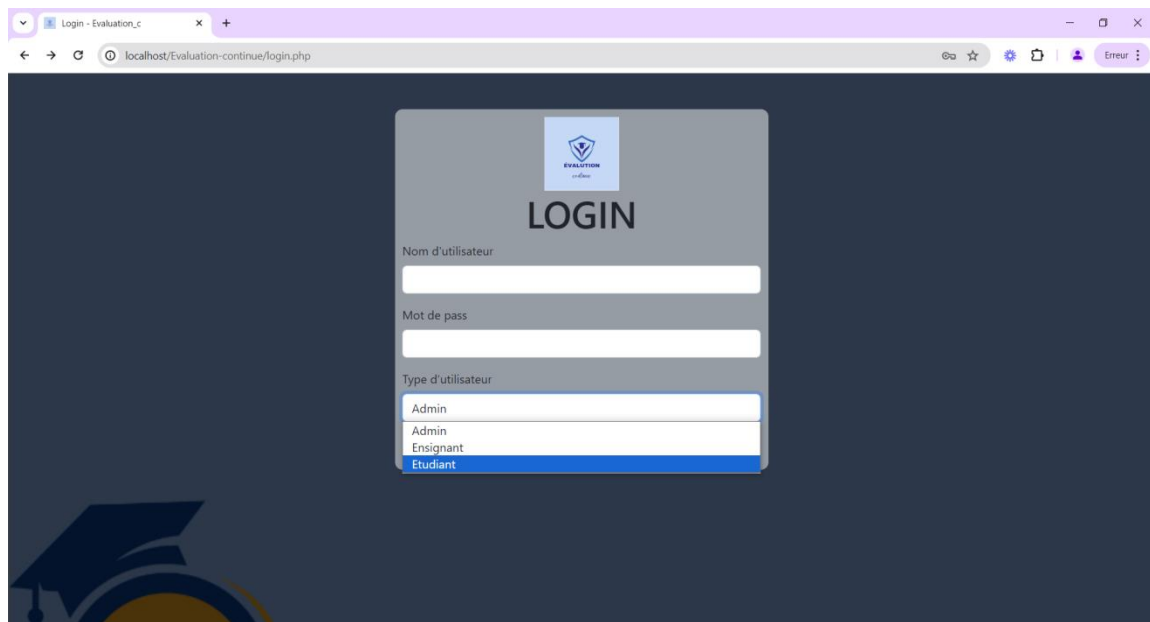 Login - Evaluation_c
localhost/Evaluation-continue/login.php
Erreur
EVALUTION
LOGIN
Nom d'utilisateur
Mot de pass
Type d'utilisateur
Admin
Admin
Ensignant
Etudiant